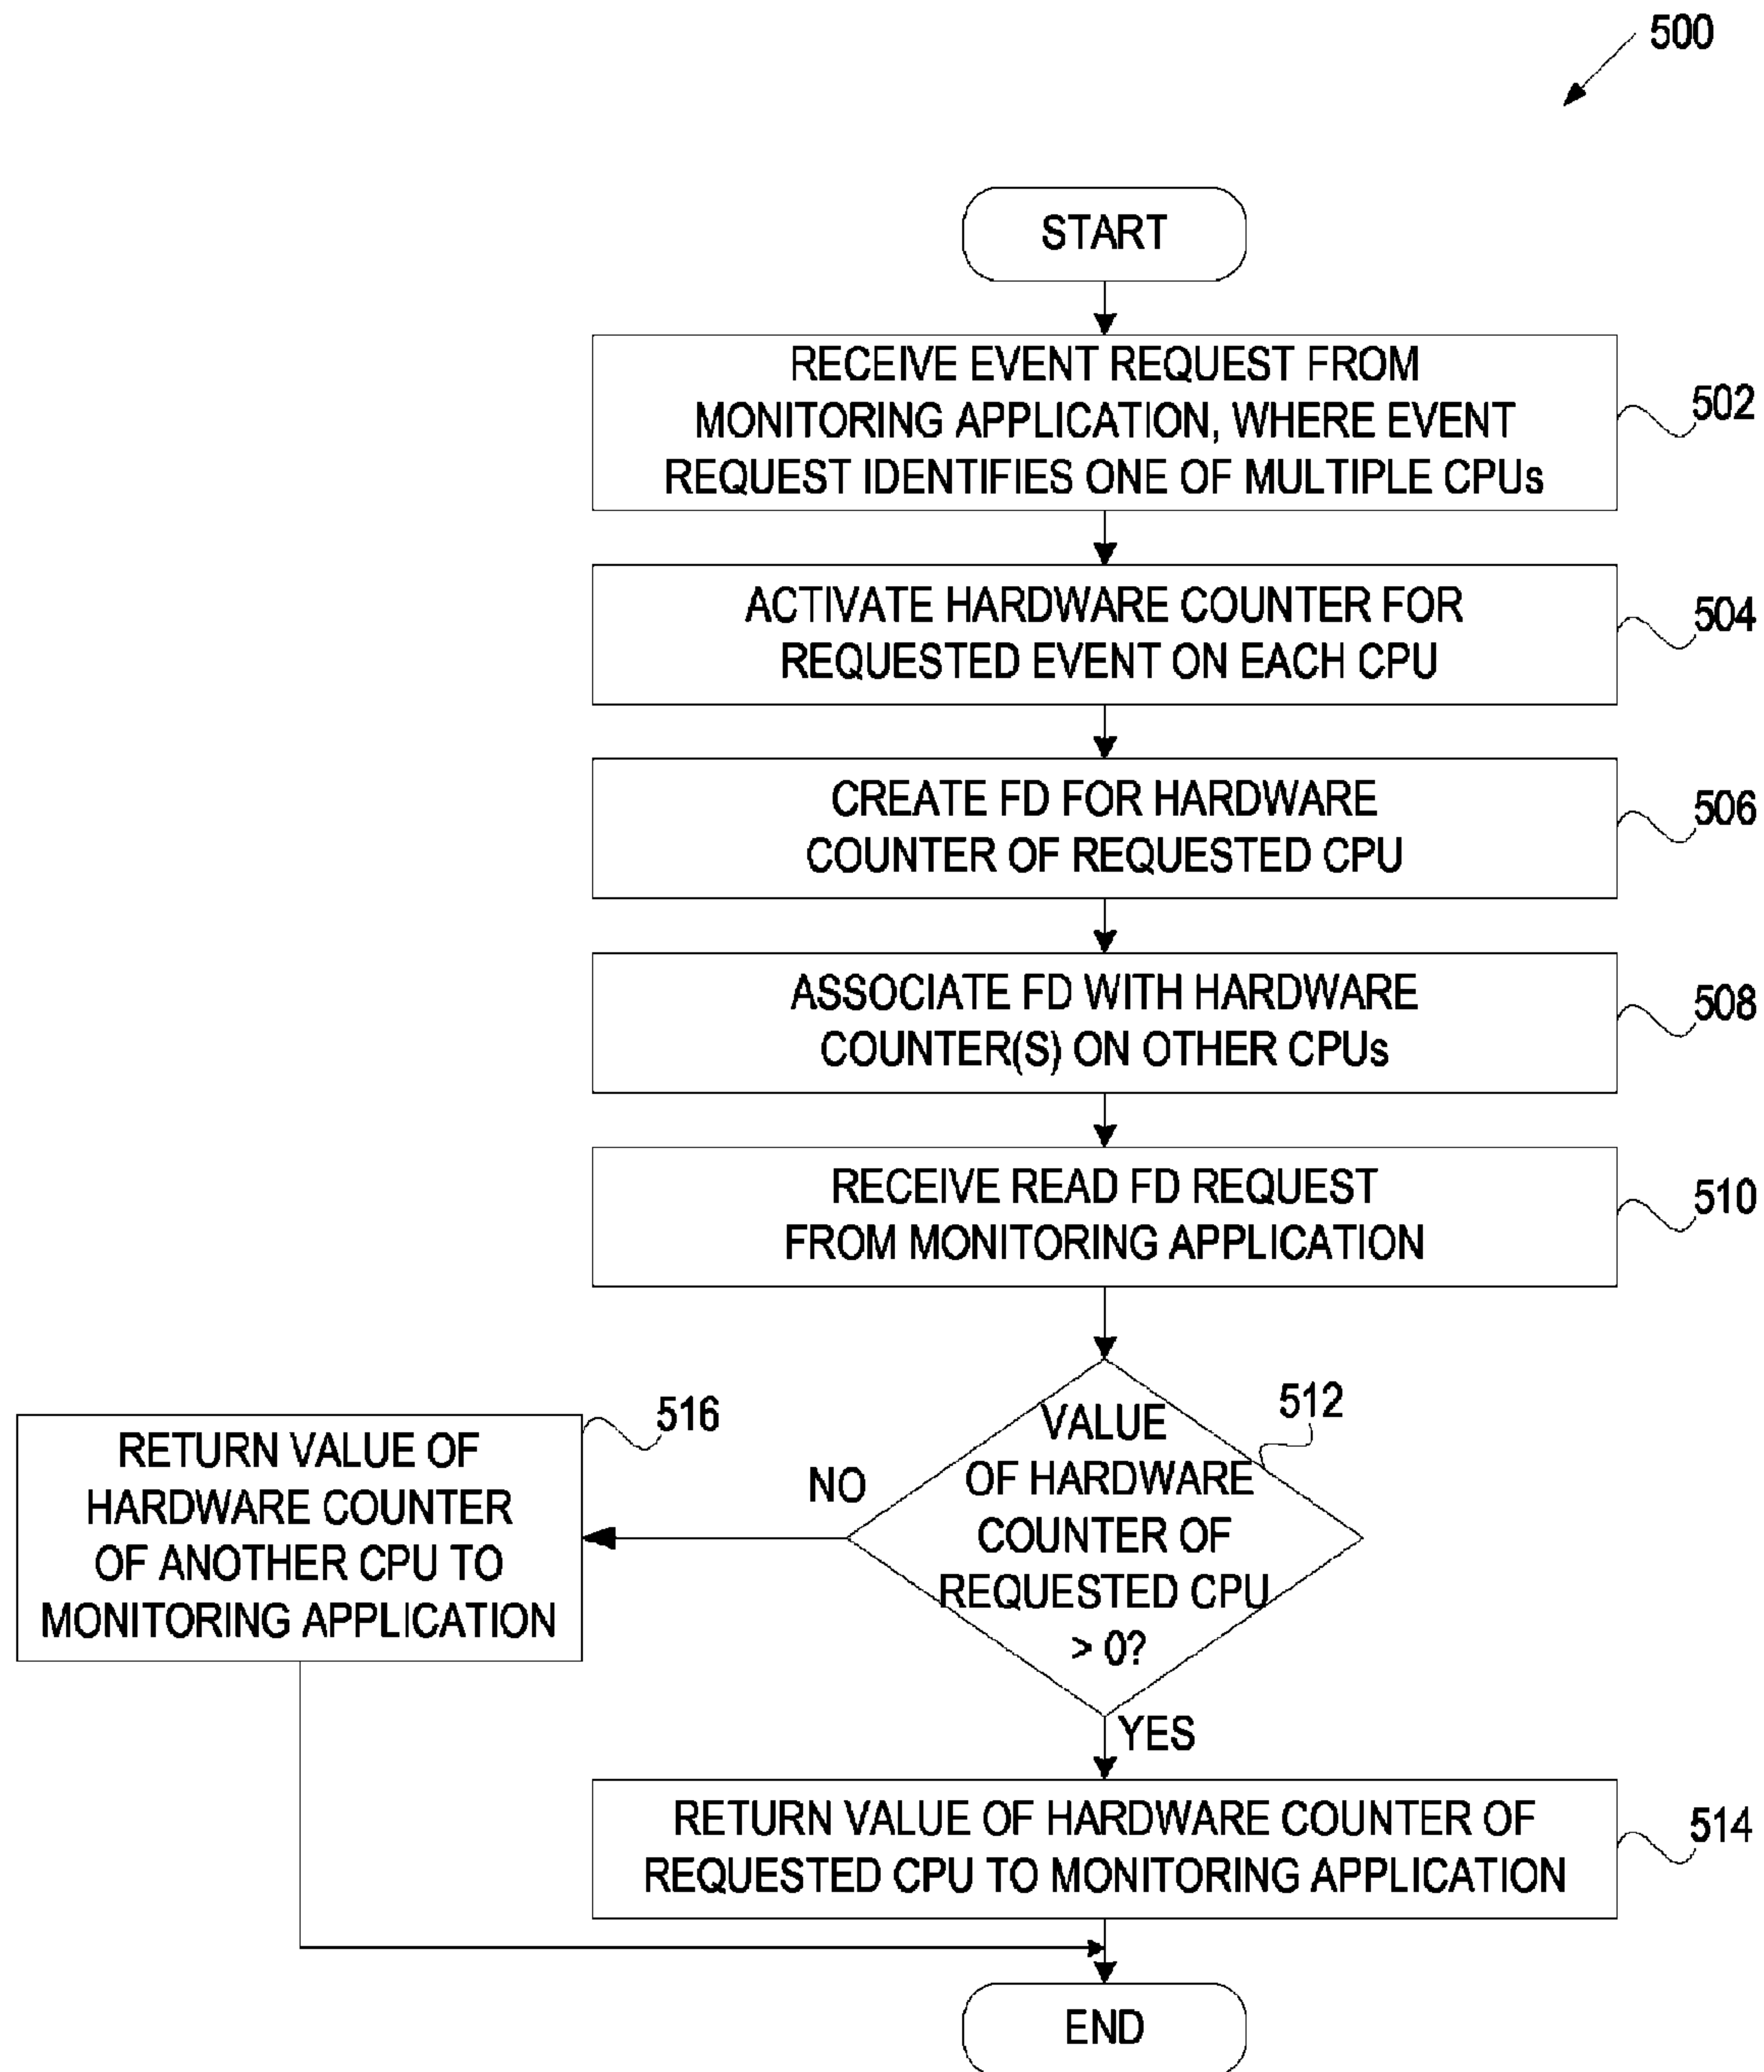 500
START
RECEIVE EVENT REQUEST FROM
MONITORING APPLICATION, WHERE EVENT
REQUEST IDENTIFIES ONE OF MULTIPLE CPUs
502
ACTIVATE HARDWARE COUNTER FOR
REQUESTED EVENT ON EACH CPU
504
CREATE FD FOR HARDWARE
COUNTER OF REQUESTED CPU
506
ASSOCIATE FD WITH HARDWARE
COUNTER(S) ON OTHER CPUs
508
RECEIVE READ FD REQUEST
FROM MONITORING APPLICATION
510
VALUE
OF HARDWARE
COUNTER OF
REQUESTED CPU
> 0?
512
NO
RETURN VALUE OF
HARDWARE COUNTER
OF ANOTHER CPU TO
MONITORING APPLICATION
516
YES
RETURN VALUE OF HARDWARE COUNTER OF
REQUESTED CPU TO MONITORING APPLICATION
514
END